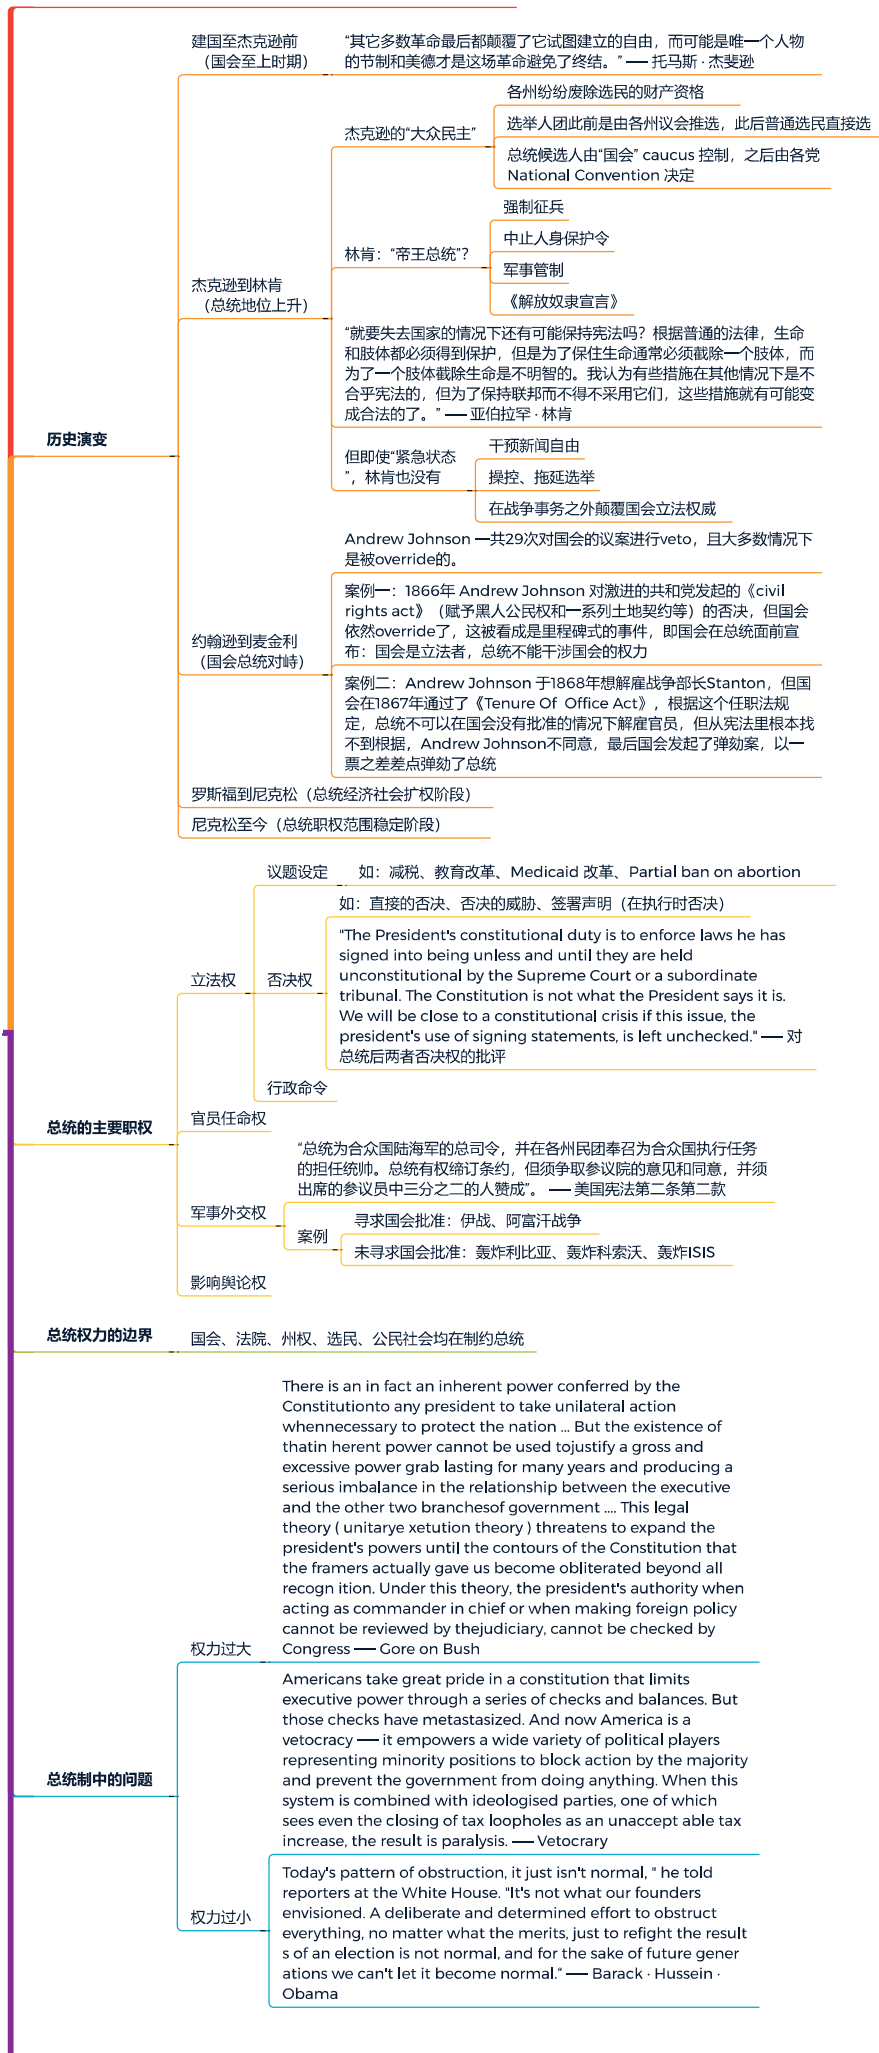 历史演变
建国至杰克逊前
（国会至上时期）
“其它多数革命最后都颠覆了它试图建立的自由，而可能是唯一个人物
的节制和美德才是这场革命避免了终结。” —— 托马斯 · 杰斐逊
杰克逊到林肯
（总统地位上升）
杰克逊的“大众民主”
各州纷纷废除选民的财产资格
选举人团此前是由各州议会推选，此后普通选民直接选
总统候选人由“国会” caucus 控制，之后由各党
National Convention 决定
林肯：“帝王总统”？
强制征兵
中止人身保护令
军事管制
《解放奴隶宣言》
“就要失去国家的情况下还有可能保持宪法吗？根据普通的法律，生命
和肢体都必须得到保护，但是为了保住生命通常必须截除一个肢体，而
为了一个肢体截除生命是不明智的。我认为有些措施在其他情况下是不
合乎宪法的，但为了保持联邦而不得不采用它们，这些措施就有可能变
成合法的了。” —— 亚伯拉罕 · 林肯
但即使“紧急状态
”，林肯也没有
干预新闻自由
操控、拖延选举
在战争事务之外颠覆国会立法权威
约翰逊到麦金利
（国会总统对峙）
Andrew Johnson 一共29次对国会的议案进行veto，且大多数情况下
是被override的。
案例一：1866年 Andrew Johnson 对激进的共和党发起的《civil
rights act》（赋予黑人公民权和一系列土地契约等）的否决，但国会
依然override了，这被看成是里程碑式的事件，即国会在总统面前宣
布：国会是立法者，总统不能干涉国会的权力
案例二：Andrew Johnson 于1868年想解雇战争部长Stanton，但国
会在1867年通过了《Tenure Of  Office Act》，根据这个任职法规
定，总统不可以在国会没有批准的情况下解雇官员，但从宪法里根本找
不到根据，Andrew Johnson不同意，最后国会发起了弹劾案，以一
票之差差点弹劾了总统
罗斯福到尼克松（总统经济社会扩权阶段）
尼克松至今（总统职权范围稳定阶段）
总统的主要职权
立法权
议题设定
如：减税、教育改革、Medicaid 改革、Partial ban on abortion
否决权
如：直接的否决、否决的威胁、签署声明（在执行时否决）
"The President's constitutional duty is to enforce laws he has
signed into being unless and until they are held
unconstitutional by the Supreme Court or a subordinate
tribunal. The Constitution is not what the President says it is.
We will be close to a constitutional crisis if this issue, the
president's use of signing statements, is left unchecked." —— 对
总统后两者否决权的批评
行政命令
官员任命权
军事外交权
“总统为合众国陆海军的总司令，并在各州民团奉召为合众国执行任务
的担任统帅。总统有权缔订条约，但须争取参议院的意见和同意，并须
出席的参议员中三分之二的人赞成”。 —— 美国宪法第二条第二款
案例
寻求国会批准：伊战、阿富汗战争
未寻求国会批准：轰炸利比亚、轰炸科索沃、轰炸ISIS
影响舆论权
总统权力的边界
国会、法院、州权、选民、公民社会均在制约总统
总统制中的问题
权力过大
There is an in fact an inherent power conferred by the
Constitutionto any president to take unilateral action
whennecessary to protect the nation ... But the existence of
thatin herent power cannot be used tojustify a gross and
excessive power grab lasting for many years and producing a
serious imbalance in the relationship between the executive
and the other two branchesof government .... This legal
theory ( unitarye xetution theory ) threatens to expand the
president's powers until the contours of the Constitution that
the framers actually gave us become obliterated beyond all
recogn ition. Under this theory, the president's authority when
acting as commander in chief or when making foreign policy
cannot be reviewed by thejudiciary, cannot be checked by
Congress —— Gore on Bush
权力过小
Americans take great pride in a constitution that limits
executive power through a series of checks and balances. But
those checks have metastasized. And now America is a
vetocracy —— it empowers a wide variety of political players
representing minority positions to block action by the majority
and prevent the government from doing anything. When this
system is combined with ideologised parties, one of which
sees even the closing of tax loopholes as an unaccept able tax
increase, the result is paralysis. —— Vetocrary
Today's pattern of obstruction, it just isn't normal, " he told
reporters at the White House. "It's not what our founders
envisioned. A deliberate and determined effort to obstruct
everything, no matter what the merits, just to refight the result
s of an election is not normal, and for the sake of future gener
ations we can't let it become normal.“ —— Barack · Hussein ·
Obama